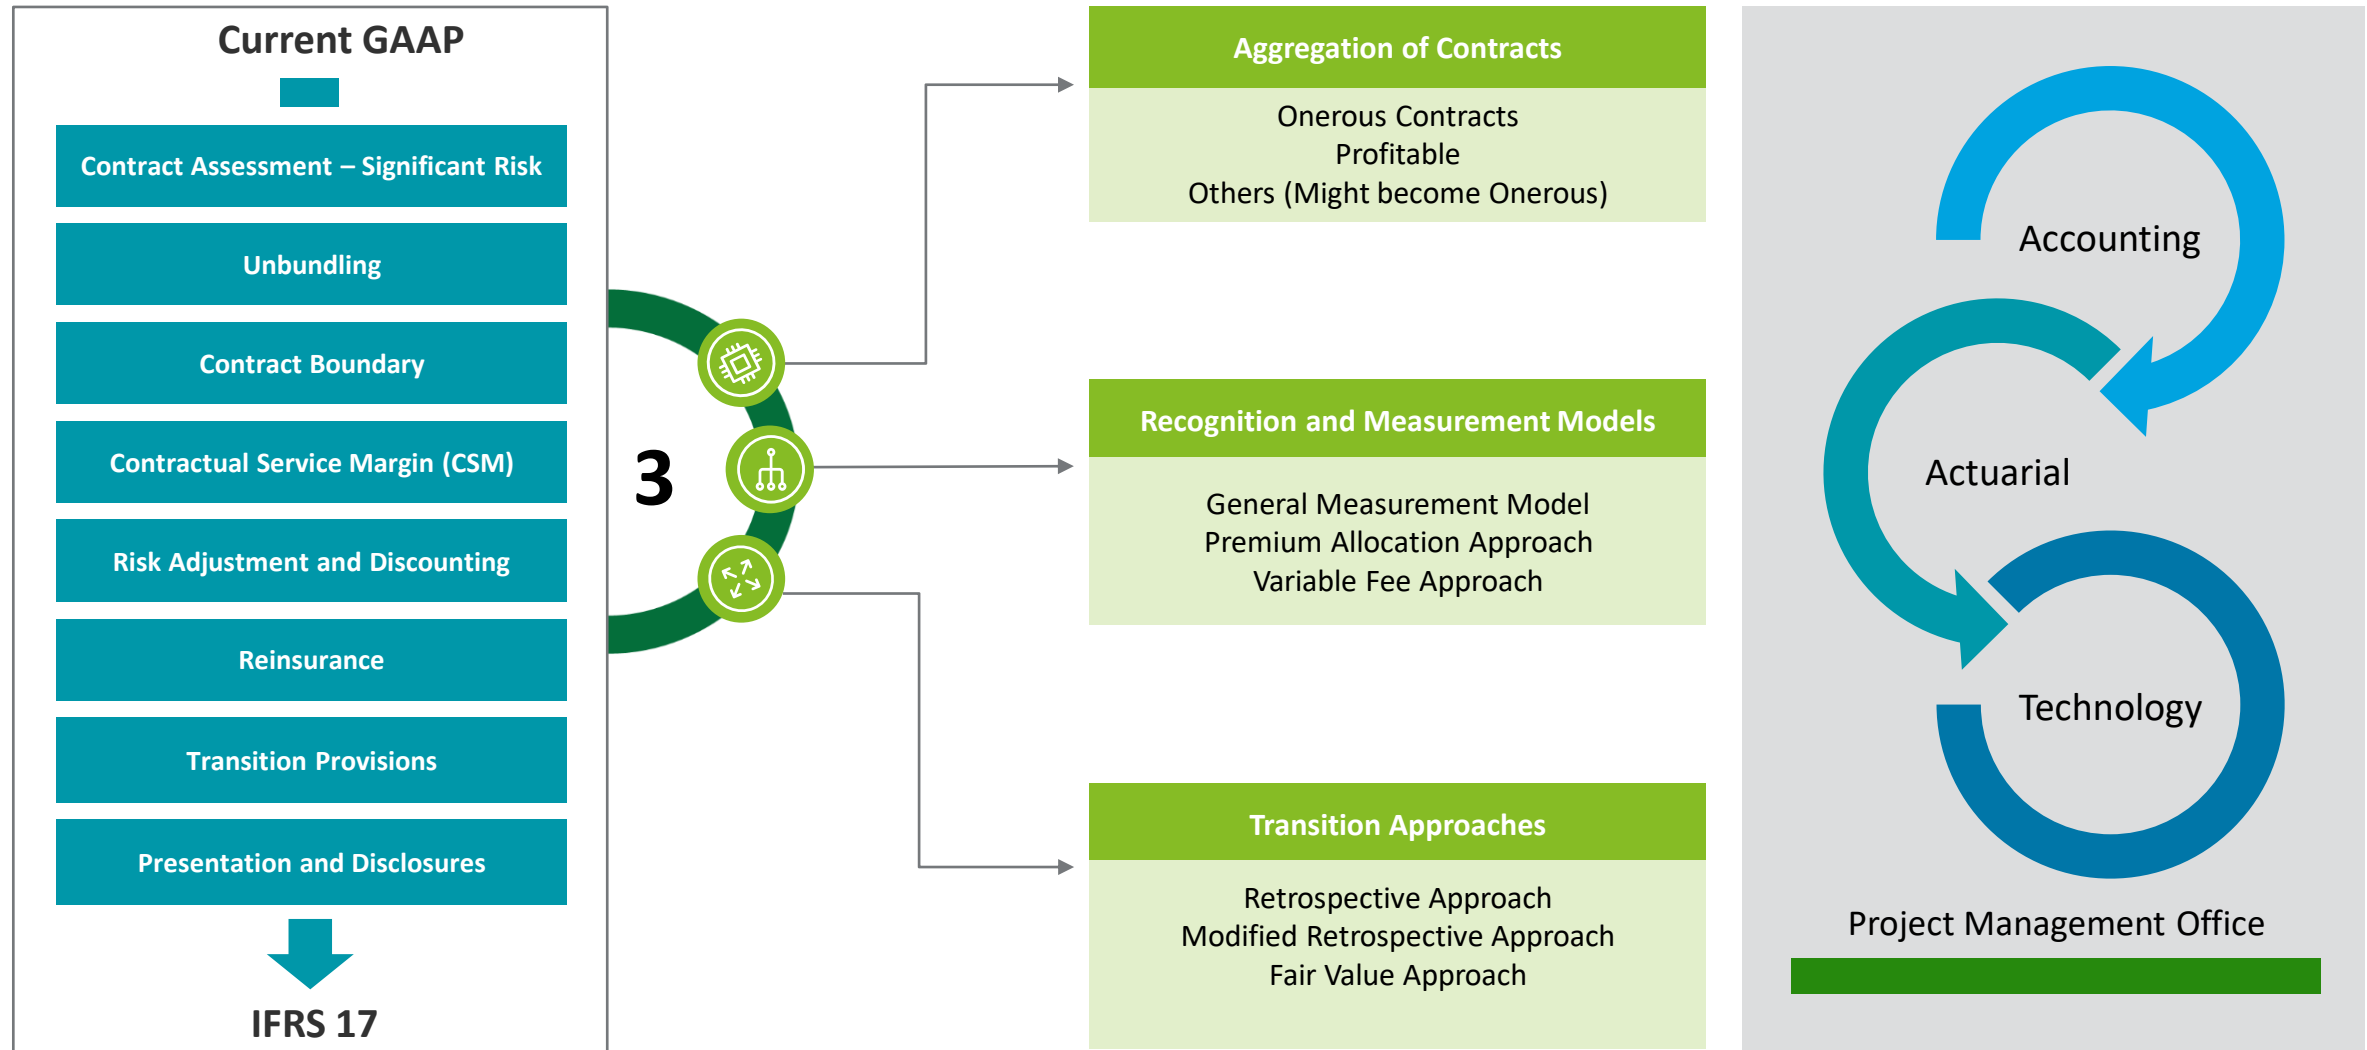 Current GAAP
Contract Assessment – Significant Risk
Unbundling
Contract Boundary
Contractual Service Margin (CSM)
Risk Adjustment and Discounting
Reinsurance
Transition Provisions
Presentation and Disclosures
IFRS 17
3
Aggregation of Contracts
Onerous Contracts
Profitable
Others (Might become Onerous)
Recognition and Measurement Models
General Measurement Model
Premium Allocation Approach
Variable Fee Approach
Transition Approaches
Retrospective Approach
Modified Retrospective Approach
Fair Value Approach
Accounting
Actuarial
Technology
Project Management Office